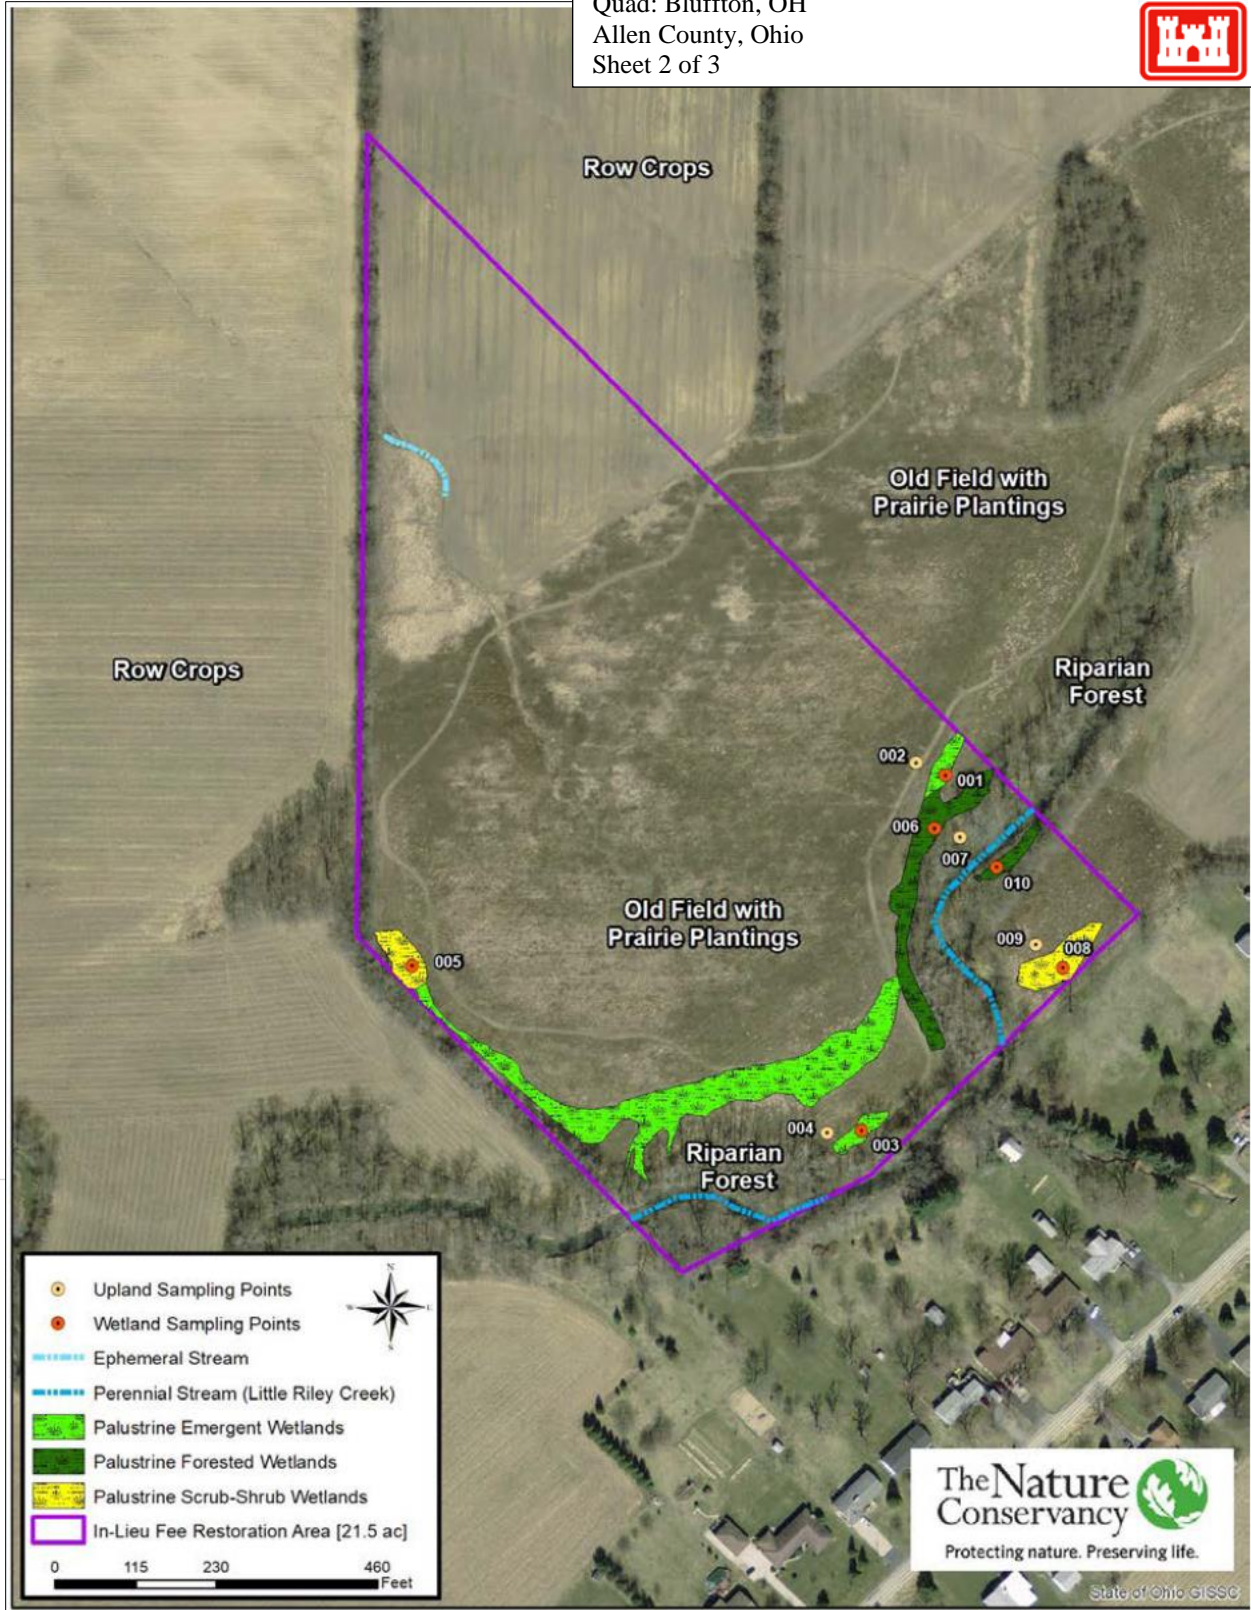 Quad: Bluffton, OH
Allen County, Ohio
Sheet 2 of 3
Row Crops
Old Field with
Prairie Plantings
Row Crops
Riparian
Forest
002
001
006
007
010
Old Field with
Prairie Plantings
009
008
005
004
003
Riparian
Forest
N
W
E
S
Upland Sampling Points
Wetland Sampling Points
Ephemeral Stream
Perennial Stream (Little Riley Creek)
Palustrine Emergent Wetlands
Palustrine Forested Wetlands
Palustrine Scrub-Shrub Wetlands
In-Lieu Fee Restoration Area [21.5 ac]
0 115 230 460
Feet
The Nature
Conservancy
Protecting nature. Preserving life.
State of Ohio GISSC